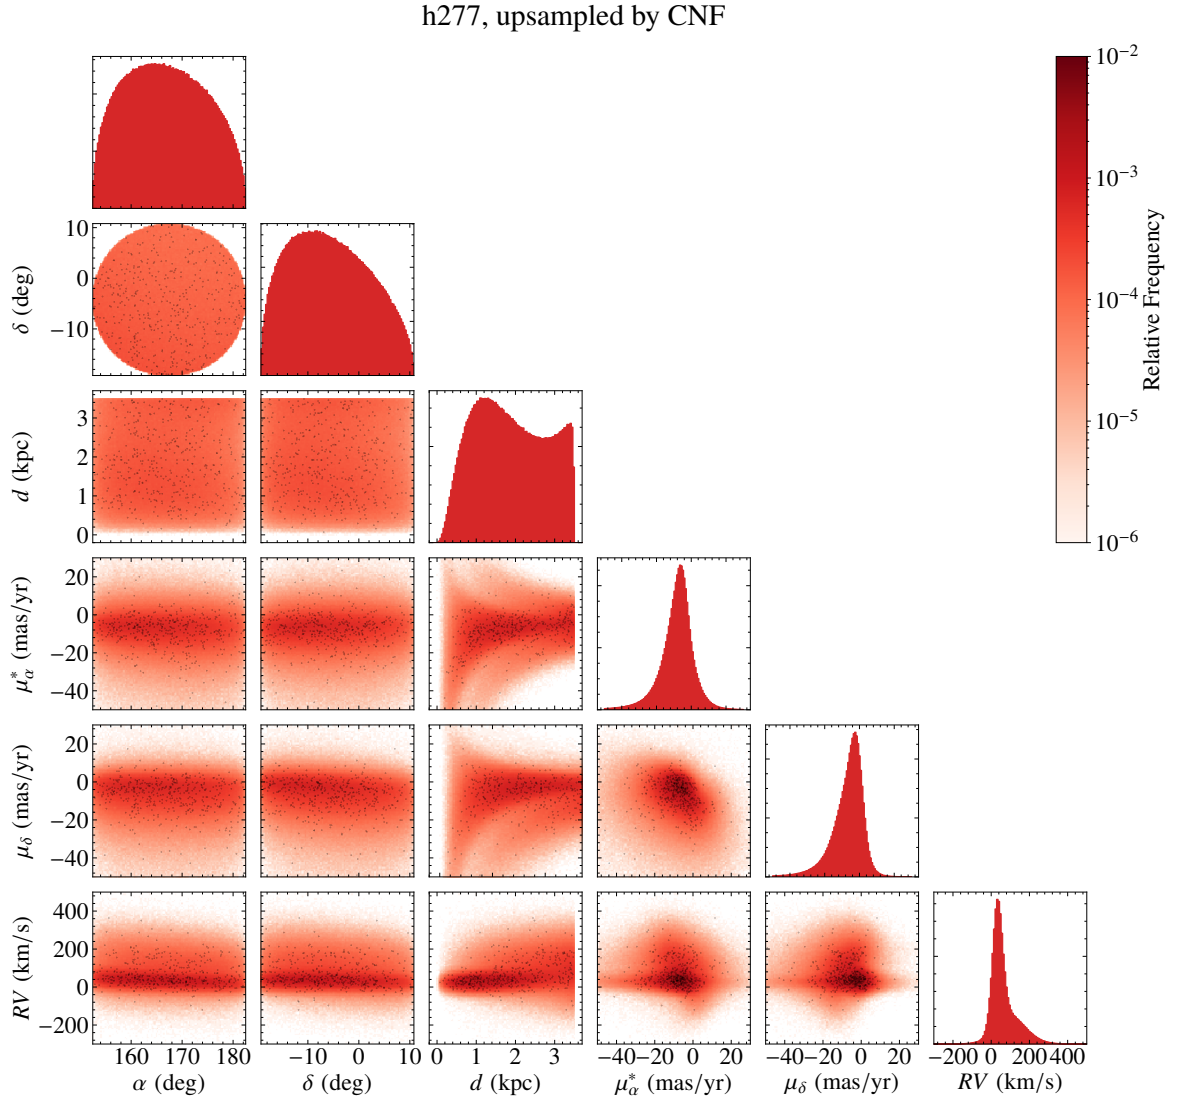 h277, upsampled by CNF
10⁻²
10⁻³
10⁻⁴
10⁻⁵
10⁻⁶
Relative Frequency
10
0
−10
δ (deg)
3
2
1
0
d (kpc)
20
0
−20
−40
μ*α (mas/yr)
20
0
−20
−40
μδ (mas/yr)
400
200
0
−200
RV (km/s)
160 170 180
α (deg)
−10 0 10
δ (deg)
0 1 2 3
d (kpc)
−40 −20 0 20
μ*α (mas/yr)
−40 −20 0 20
μδ (mas/yr)
−200 0 200 400
RV (km/s)